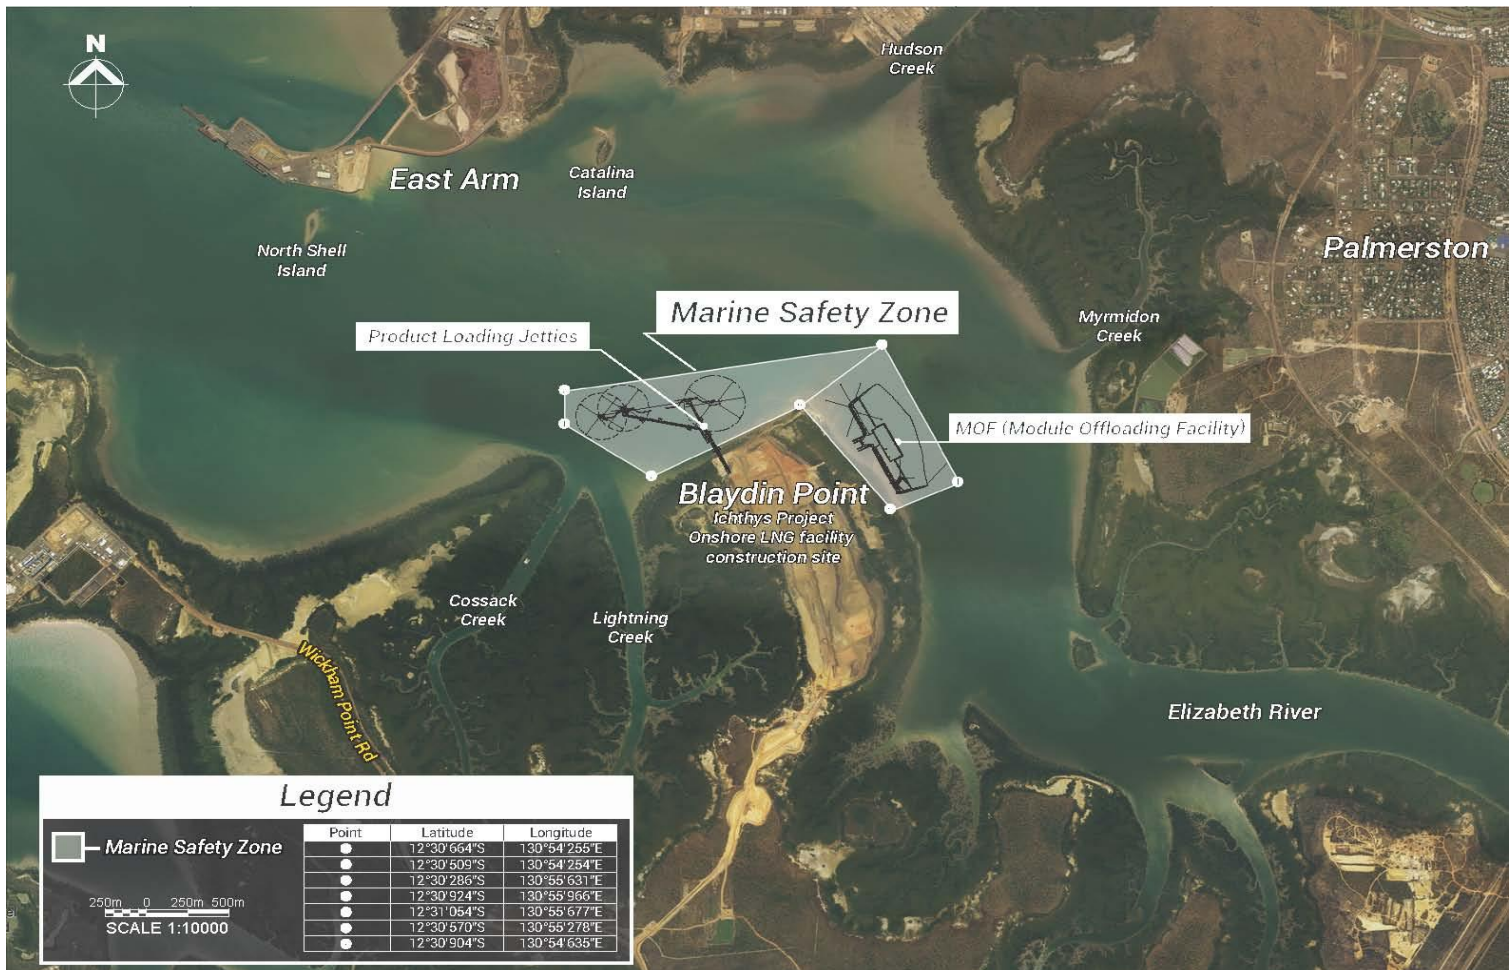 N
Hudson
Creek
East Arm
Catalina
Island
North Shell
Island
Palmerston
Marine Safety Zone
Product Loading Jetties
Myrmidon
Creek
MOF (Module Offloading Facility)
Blaydin Point
Ichthys Project
Onshore LNG facility
construction site
Cossack
Creek
Lightning
Creek
Wickham Point Rd
Elizabeth River
Legend
Marine Safety Zone
250m 0 250m 500m
SCALE 1:10000
Point Latitude Longitude
12°30'664"S 130°54'255"E
12°30'509"S 130°54'254"E
12°30'286"S 130°55'631"E
12°30'924"S 130°55'966"E
12°31'054"S 130°55'677"E
12°30'570"S 130°55'278"E
12°30'904"S 130°54'635"E